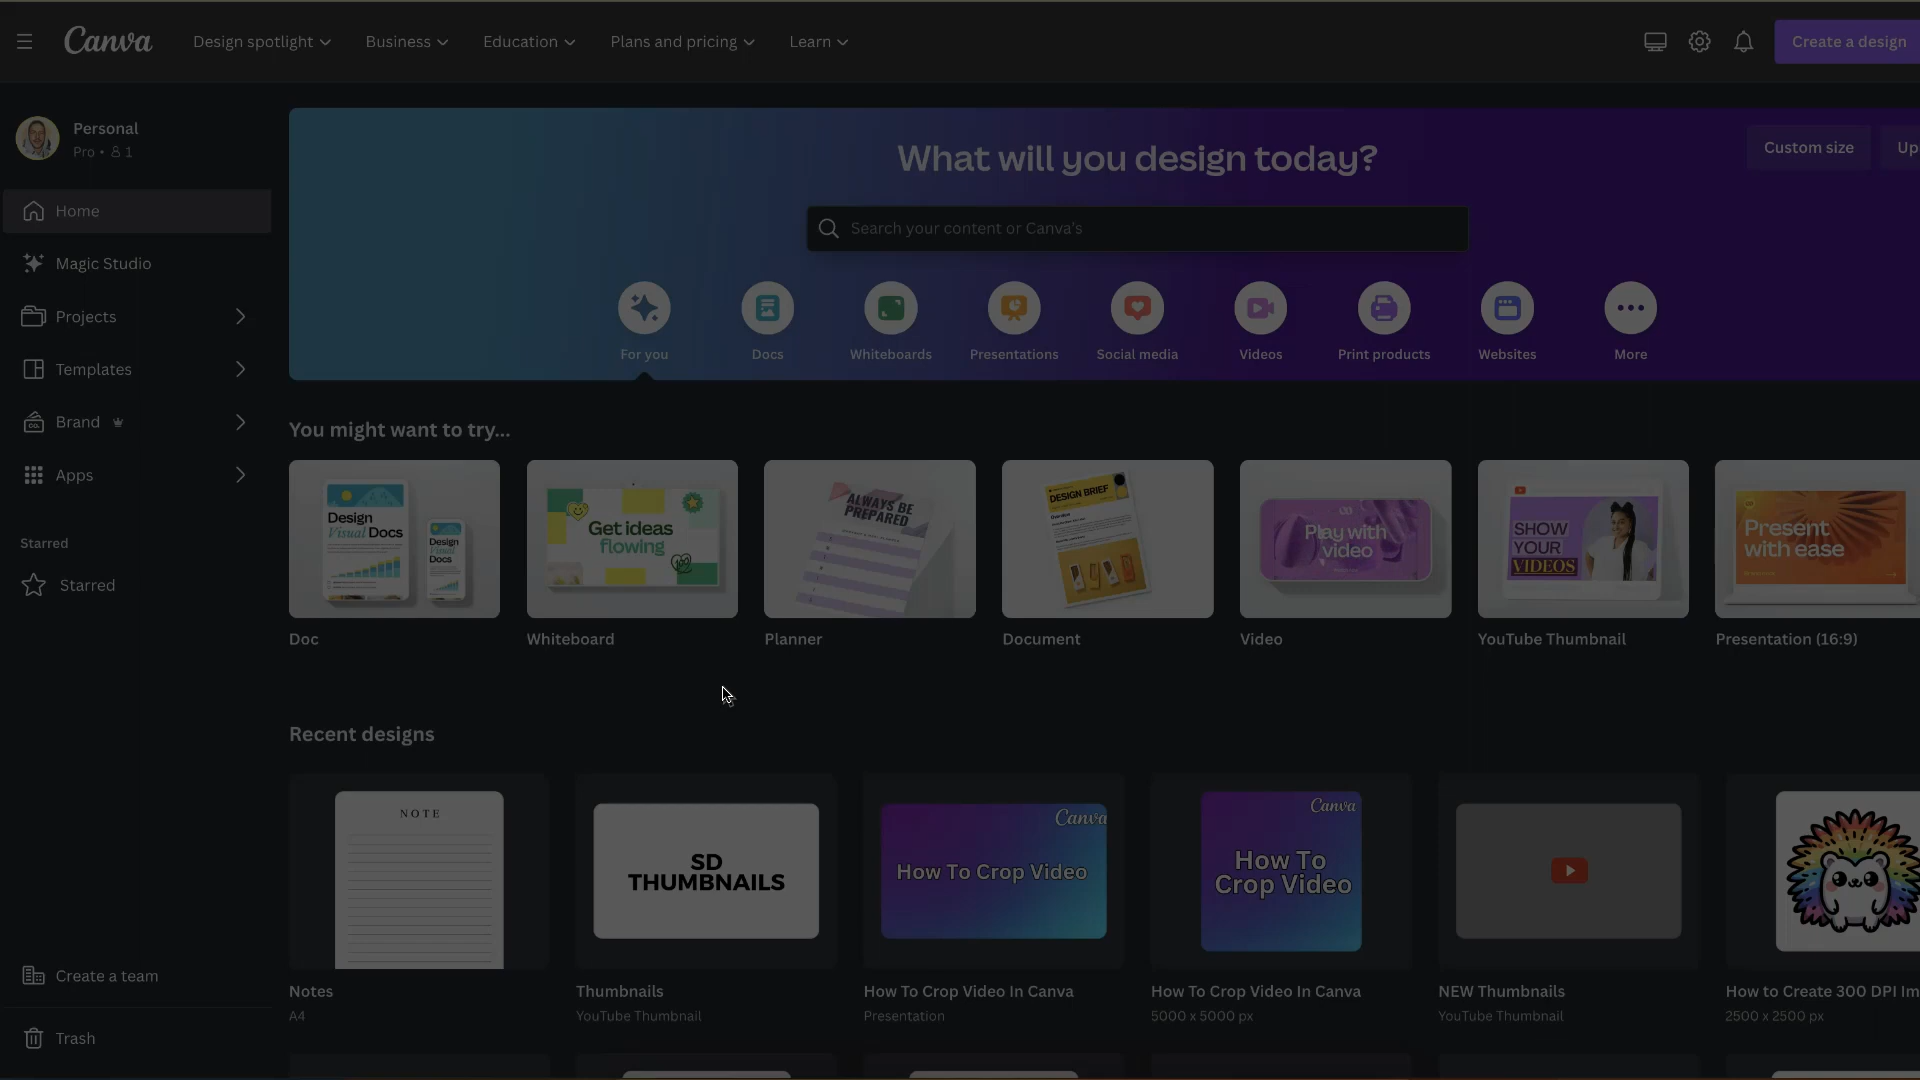 Canva
Design spotlight
Business
Education
Plans and pricing
Learn
Create a design
Personal
Pro • 1
Home
Magic Studio
Projects
Templates
Brand
Apps
Starred
Starred
Create a team
Trash
What will you design today?
Custom size
Up
Search your content or Canva's
For you
Docs
Whiteboards
Presentations
Social media
Videos
Print products
Websites
More
You might want to try...
Design
Visual Docs
Design
Visual
Docs
Get ideas
flowing
ALWAYS BE
PREPARED
DESIGN BRIEF
Play with
video
SHOW
YOUR
VIDEOS
Present
with ease
Doc
Whiteboard
Planner
Document
Video
YouTube Thumbnail
Presentation (16:9)
Recent designs
NOTE
SD
THUMBNAILS
Canva
How To Crop Video
Canva
How To
Crop Video
Notes
A4
Thumbnails
YouTube Thumbnail
How To Crop Video In Canva
Presentation
How To Crop Video In Canva
5000 x 5000 px
NEW Thumbnails
YouTube Thumbnail
How to Create 300 DPI Im
2500 x 2500 px